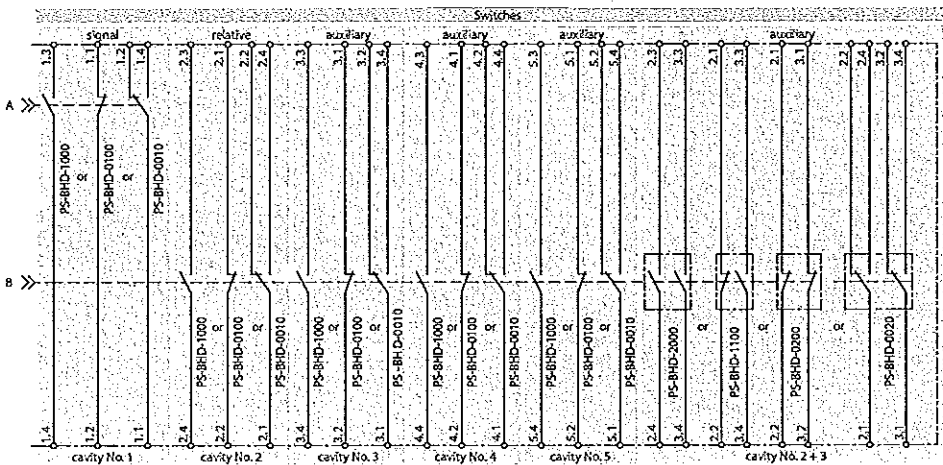 Switches
signal relative auxiliary auxiliary auxiliary auxiliary
1.3 1.1 1.2 1.4 2.3 2.1 2.2 2.4 3.3 3.1 3.2 3.4 4.3 4.1 4.2 4.4 5.3 5.1 5.2 5.4 2.3 3.3 2.1 3.3 2.1 3.1 2.2 2.4 3.2 3.4
A
PS-BHD-1000 or PS-BHD-0100 or PS-BHD-0010
B
PS-BHD-1000 or PS-BHD-0100 or PS-BHD-0010
PS-BHD-1000 or PS-BHD-0100 or PS-BHD-0010
PS-BHD-1000 or PS-BHD-0100 or PS-BHD-0010
PS-BHD-1000 or PS-BHD-0100 or PS-BHD-0010
PS-BHD-2000 or PS-BHD-1100 or PS-BHD-0200 or PS-BHD-0020
1.4 1.2 1.1 2.4 2.2 2.1 3.4 3.2 3.1 4.4 4.2 4.1 5.4 5.2 5.1 2.4 3.4 2.2 3.4 2.2 2.1 3.1
cavity No. 1 cavity No. 2 cavity No. 3 cavity No. 4 cavity No. 5 cavity No. 2 + 3